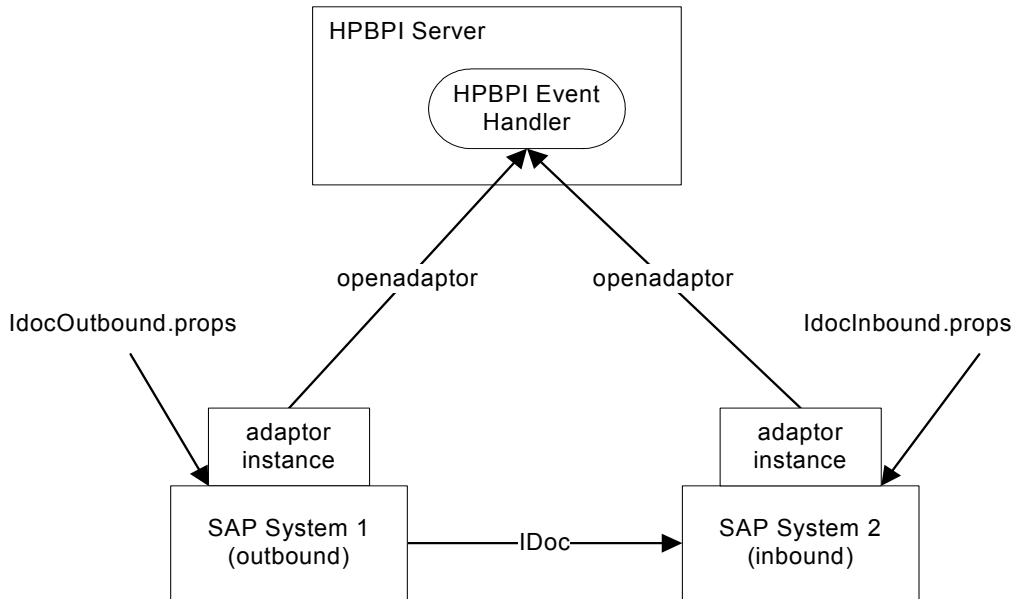 HPBPI Server
HPBPI Event
Handler
openadaptor
openadaptor
IdocOutbound.props
IdocInbound.props
adaptor
instance
adaptor
instance
SAP System 1
(outbound)
IDoc
SAP System 2
(inbound)